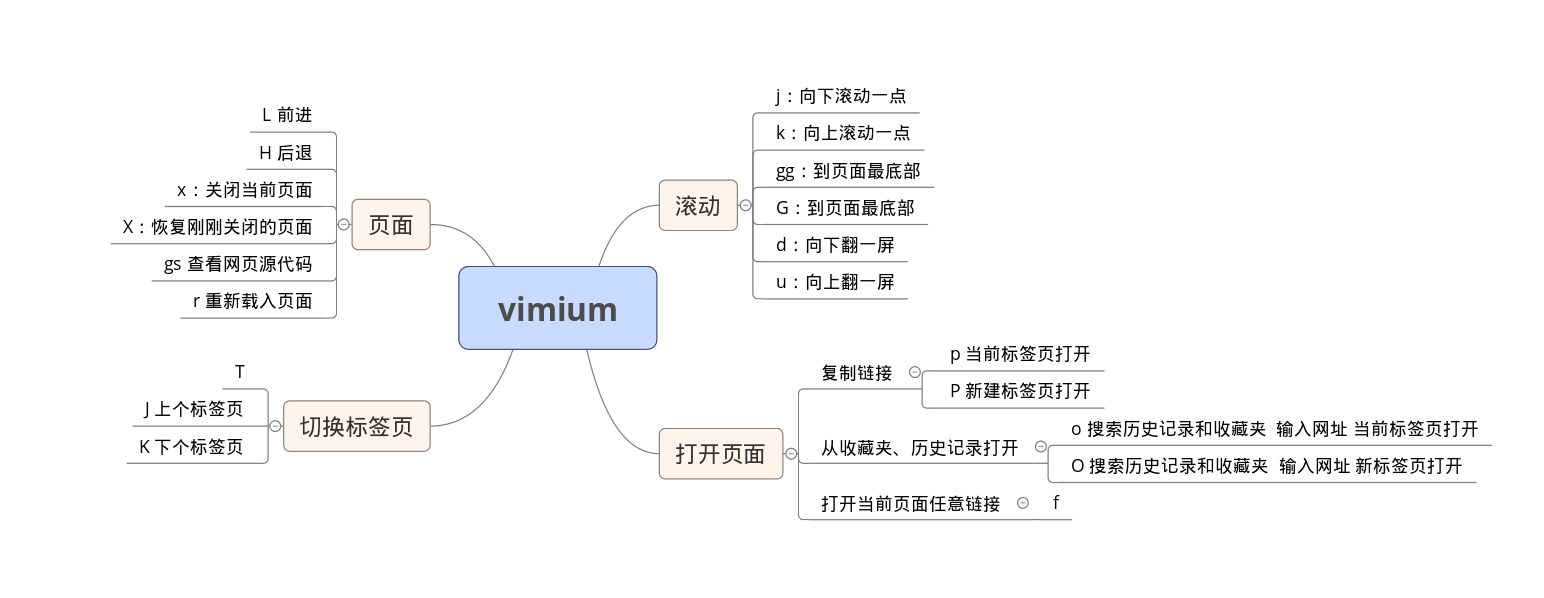 vimium
页面
L 前进
H 后退
x：关闭当前页面
X：恢复刚刚关闭的页面
gs 查看网页源代码
r 重新载入页面
切换标签页
T
J 上个标签页
K 下个标签页
滚动
j：向下滚动一点
k：向上滚动一点
gg：到页面最底部
G：到页面最底部
d：向下翻一屏
u：向上翻一屏
打开页面
复制链接
p 当前标签页打开
P 新建标签页打开
从收藏夹、历史记录打开
o 搜索历史记录和收藏夹 输入网址 当前标签页打开
O 搜索历史记录和收藏夹 输入网址 新标签页打开
打开当前页面任意链接
f